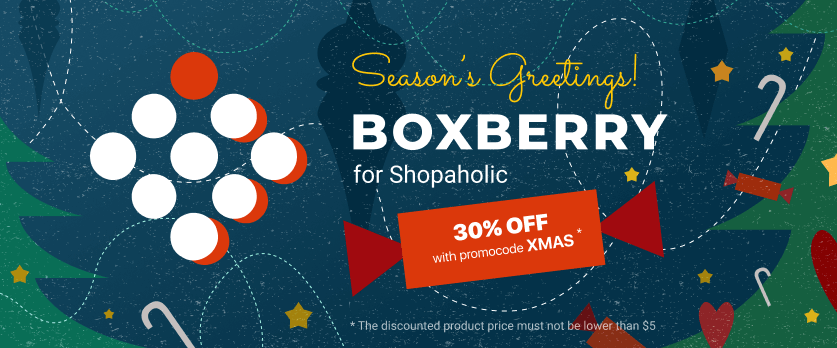 Season's Greetings!
BOXBERRY
for Shopaholic
30% OFF
with promocode XMAS *
* The discounted product price must not be lower than $5